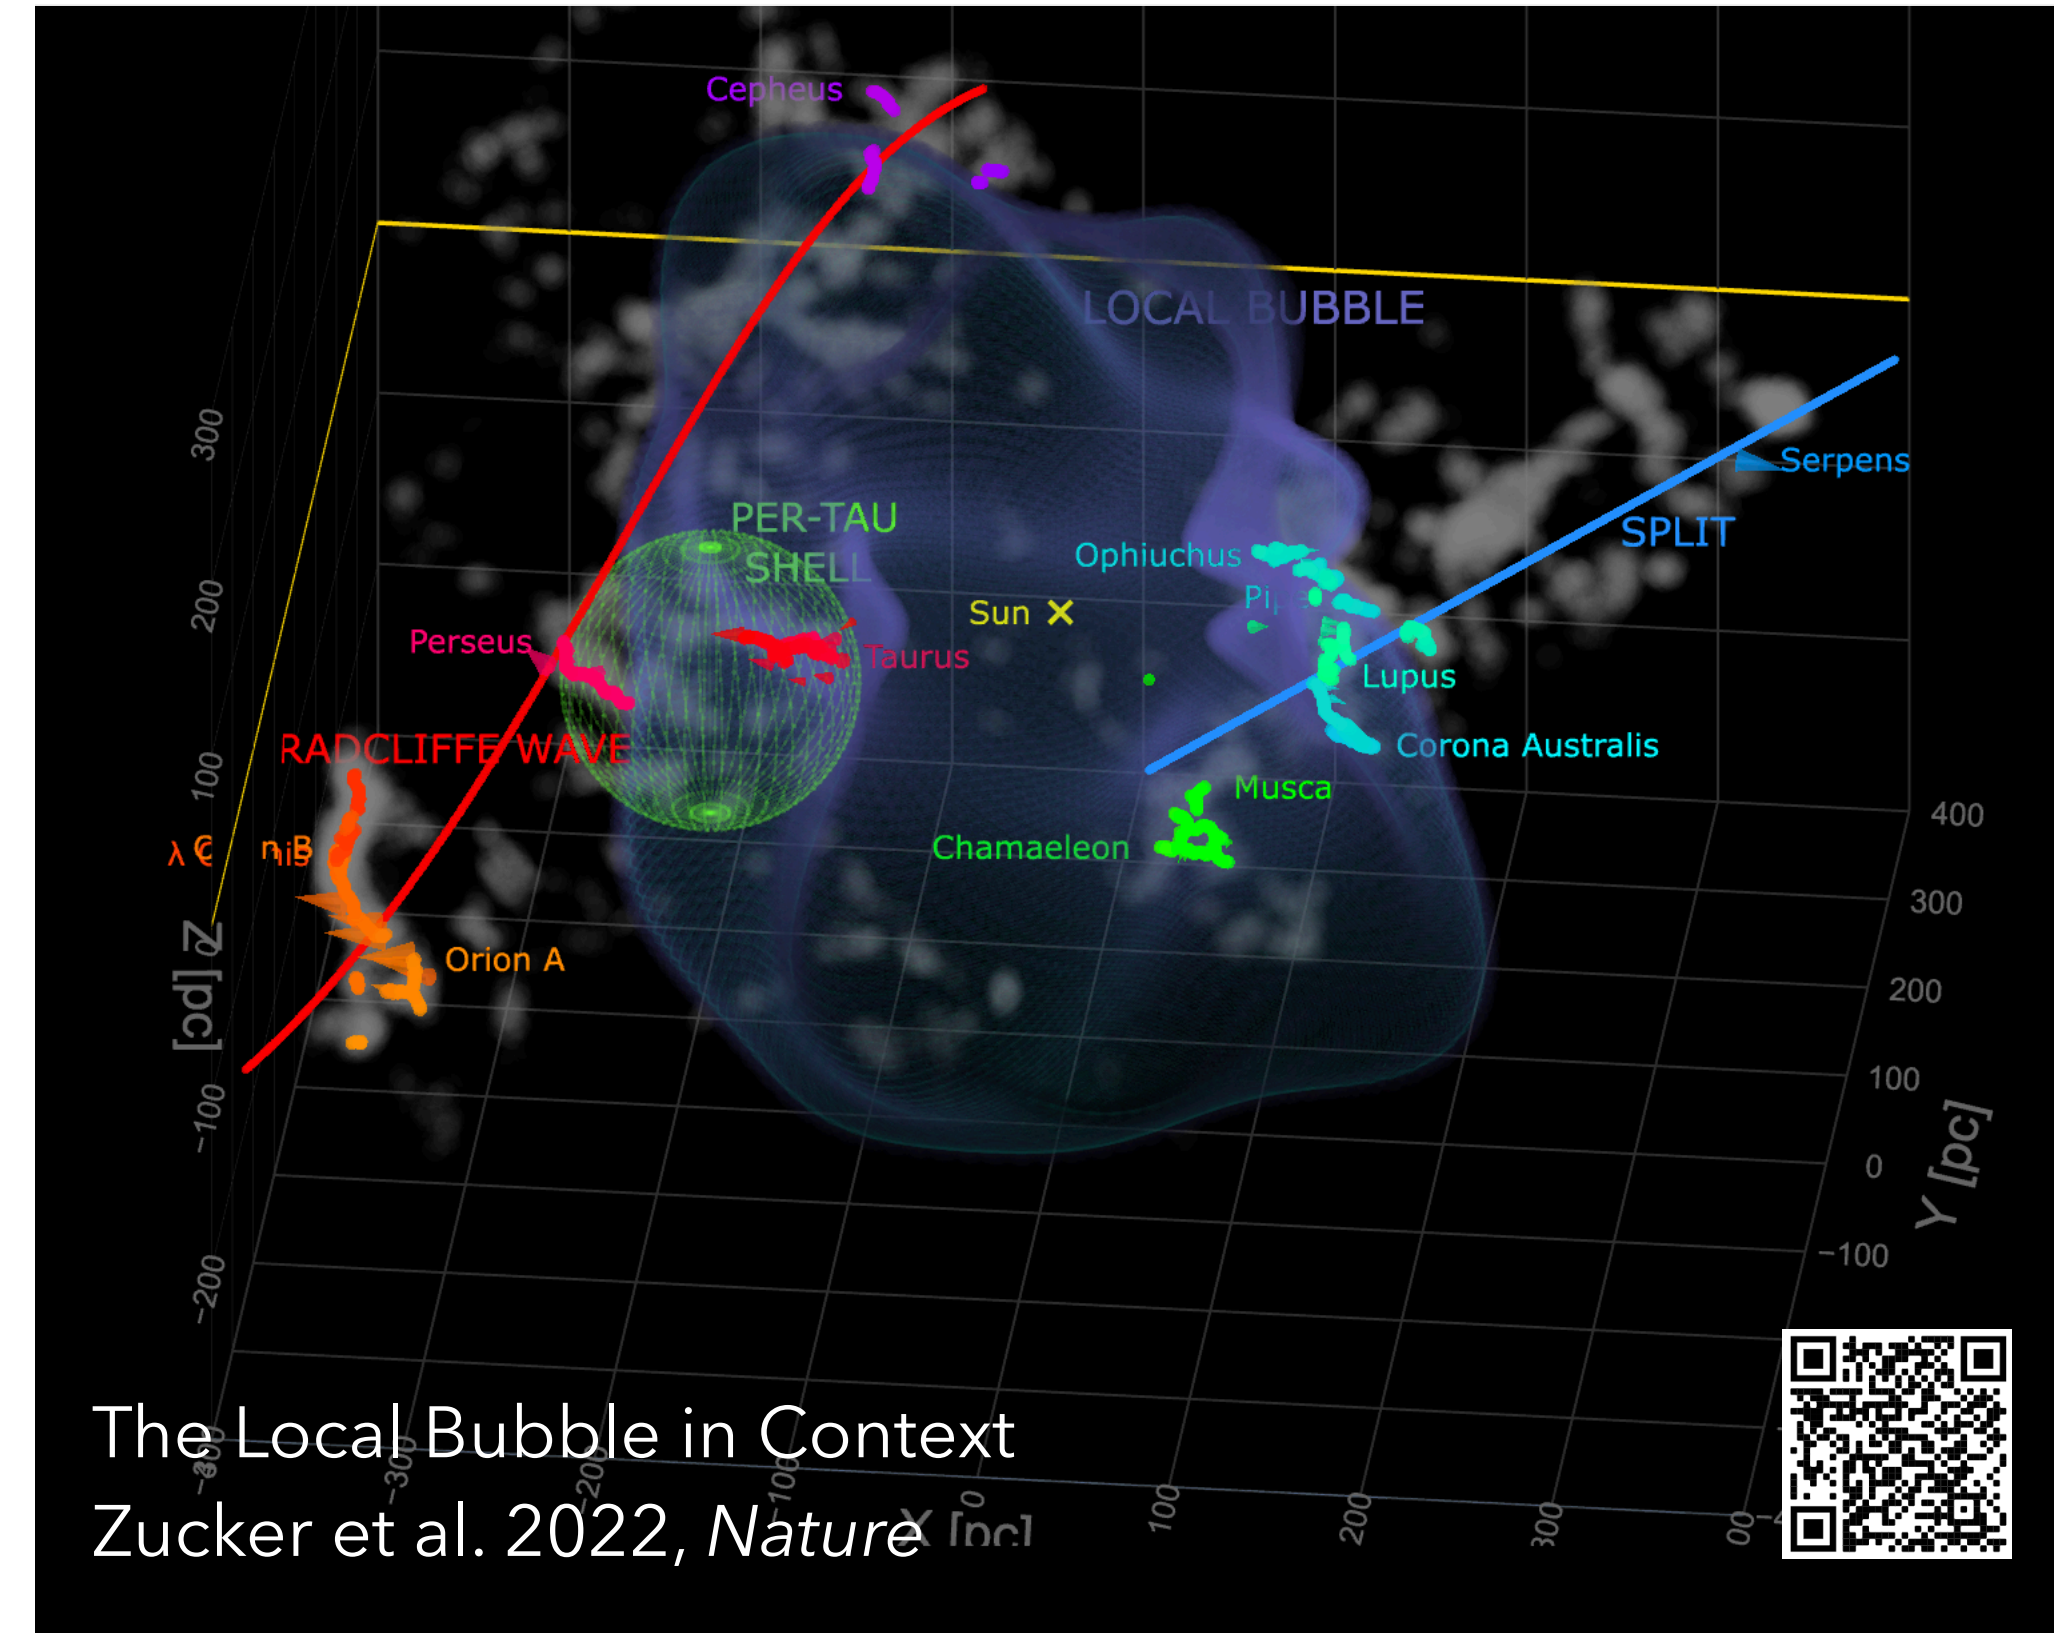 Cepheus
LOCAL BUBBLE
Serpens
PER-TAU
SHELL
SPLIT
Ophiuchus
Sun
Perseus
Taurus
Lupus
RADCLIFFE WAVE
Corona Australis
Musca
Chamaeleon
Orion A
300
200
100
Z [pc]
−100
−200
400
300
200
100
0
−100
Y [pc]
−300
−200
−100
0
100
200
X [pc]
The Local Bubble in Context
Zucker et al. 2022, Nature